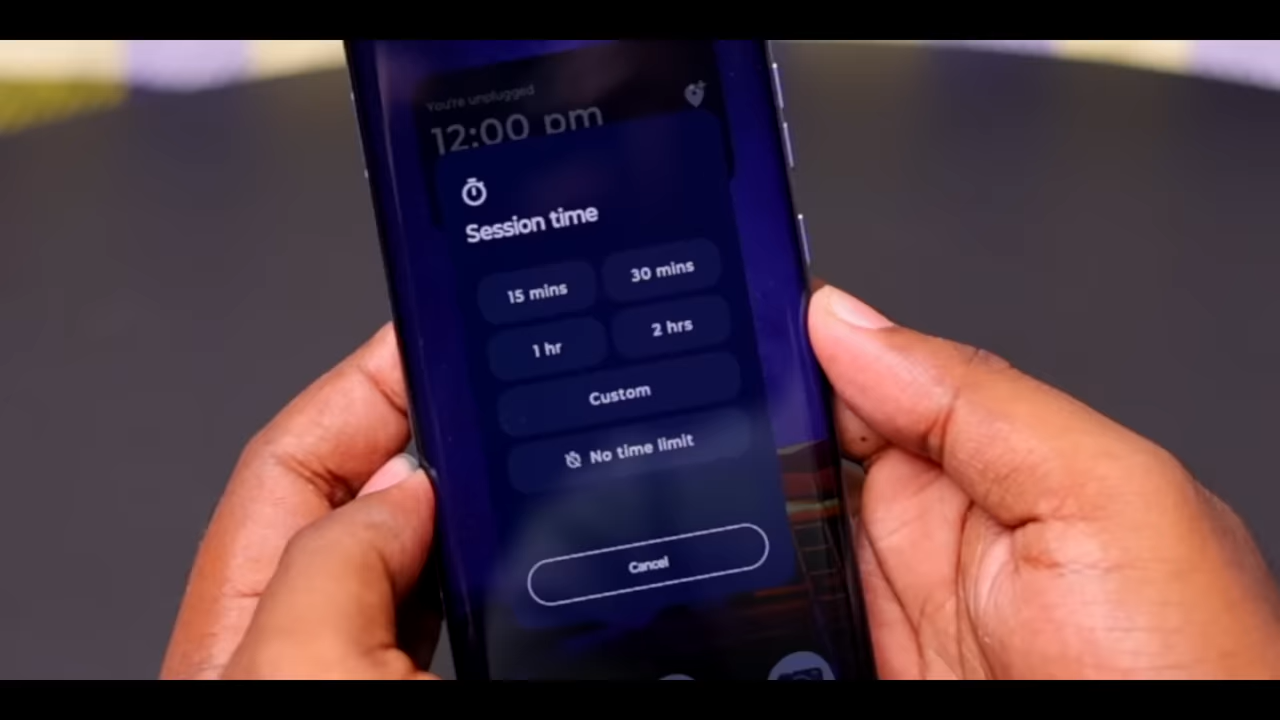 You're unplugged
12:00 pm
Session time
15 mins
30 mins
1 hr
2 hrs
Custom
No time limit
Cancel